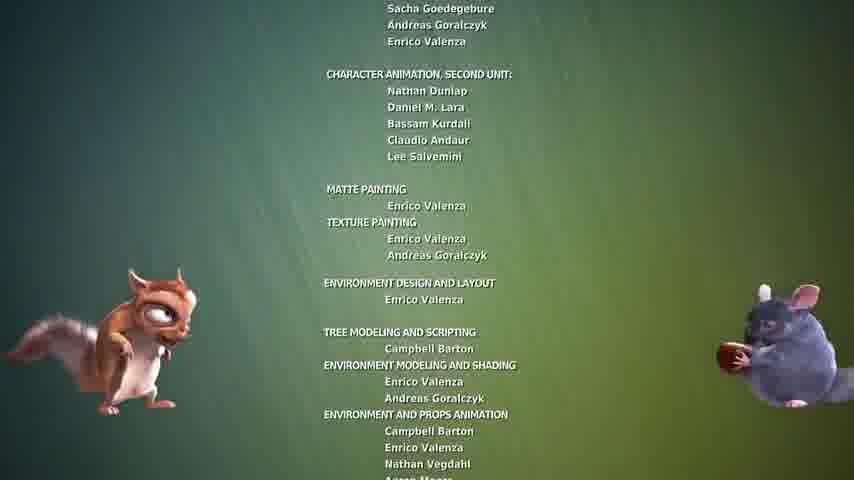 Sacha Goedegebure
Andreas Goralczyk
Enrico Valenza
CHARACTER ANIMATION, SECOND UNIT:
Nathan Dunlap
Daniel M. Lara
Bassam Kurdali
Claudio Andaur
Lee Salvemini
MATTE PAINTING
Enrico Valenza
TEXTURE PAINTING
Enrico Valenza
Andreas Goralczyk
ENVIRONMENT DESIGN AND LAYOUT
Enrico Valenza
TREE MODELING AND SCRIPTING
Campbell Barton
ENVIRONMENT MODELING AND SHADING
Enrico Valenza
Andreas Goralczyk
ENVIRONMENT AND PROPS ANIMATION
Campbell Barton
Enrico Valenza
Nathan Vegdahl